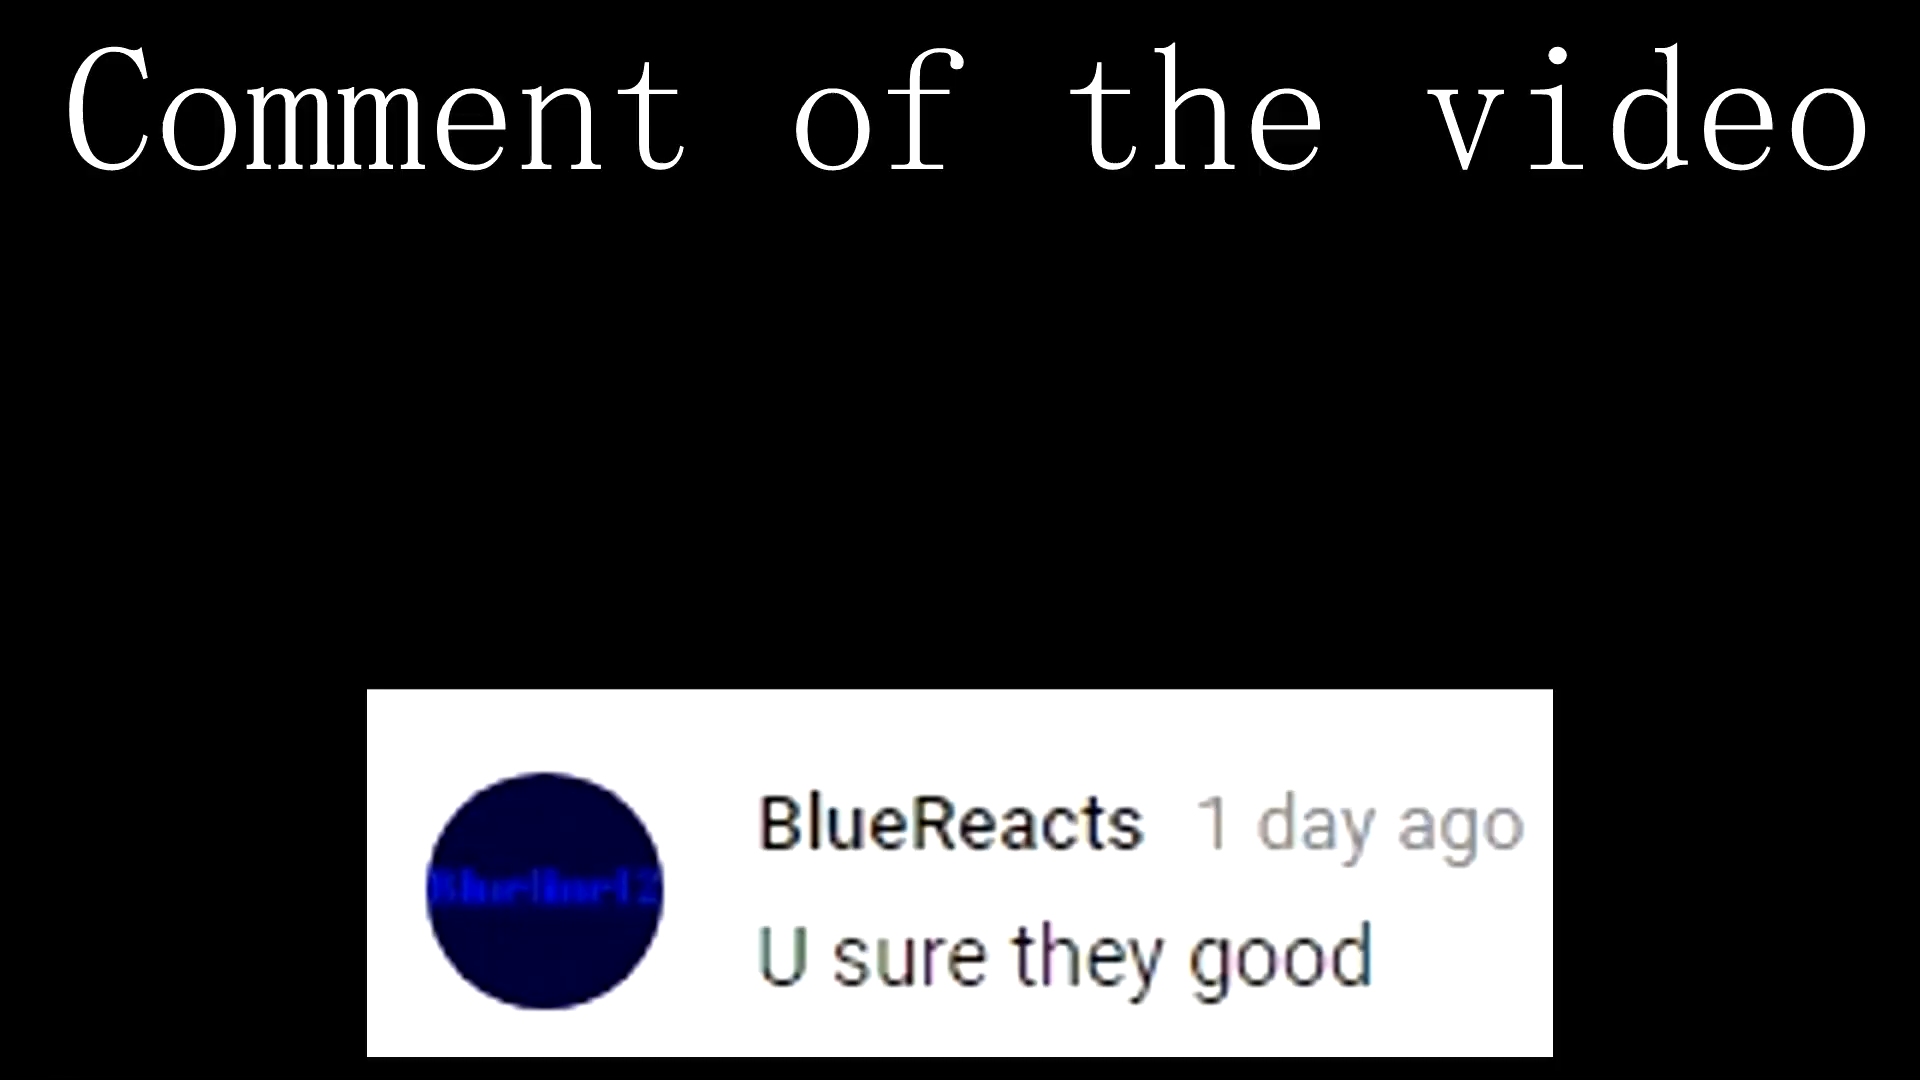 Comment of the video
BlueReacts 1 day ago
U sure they good